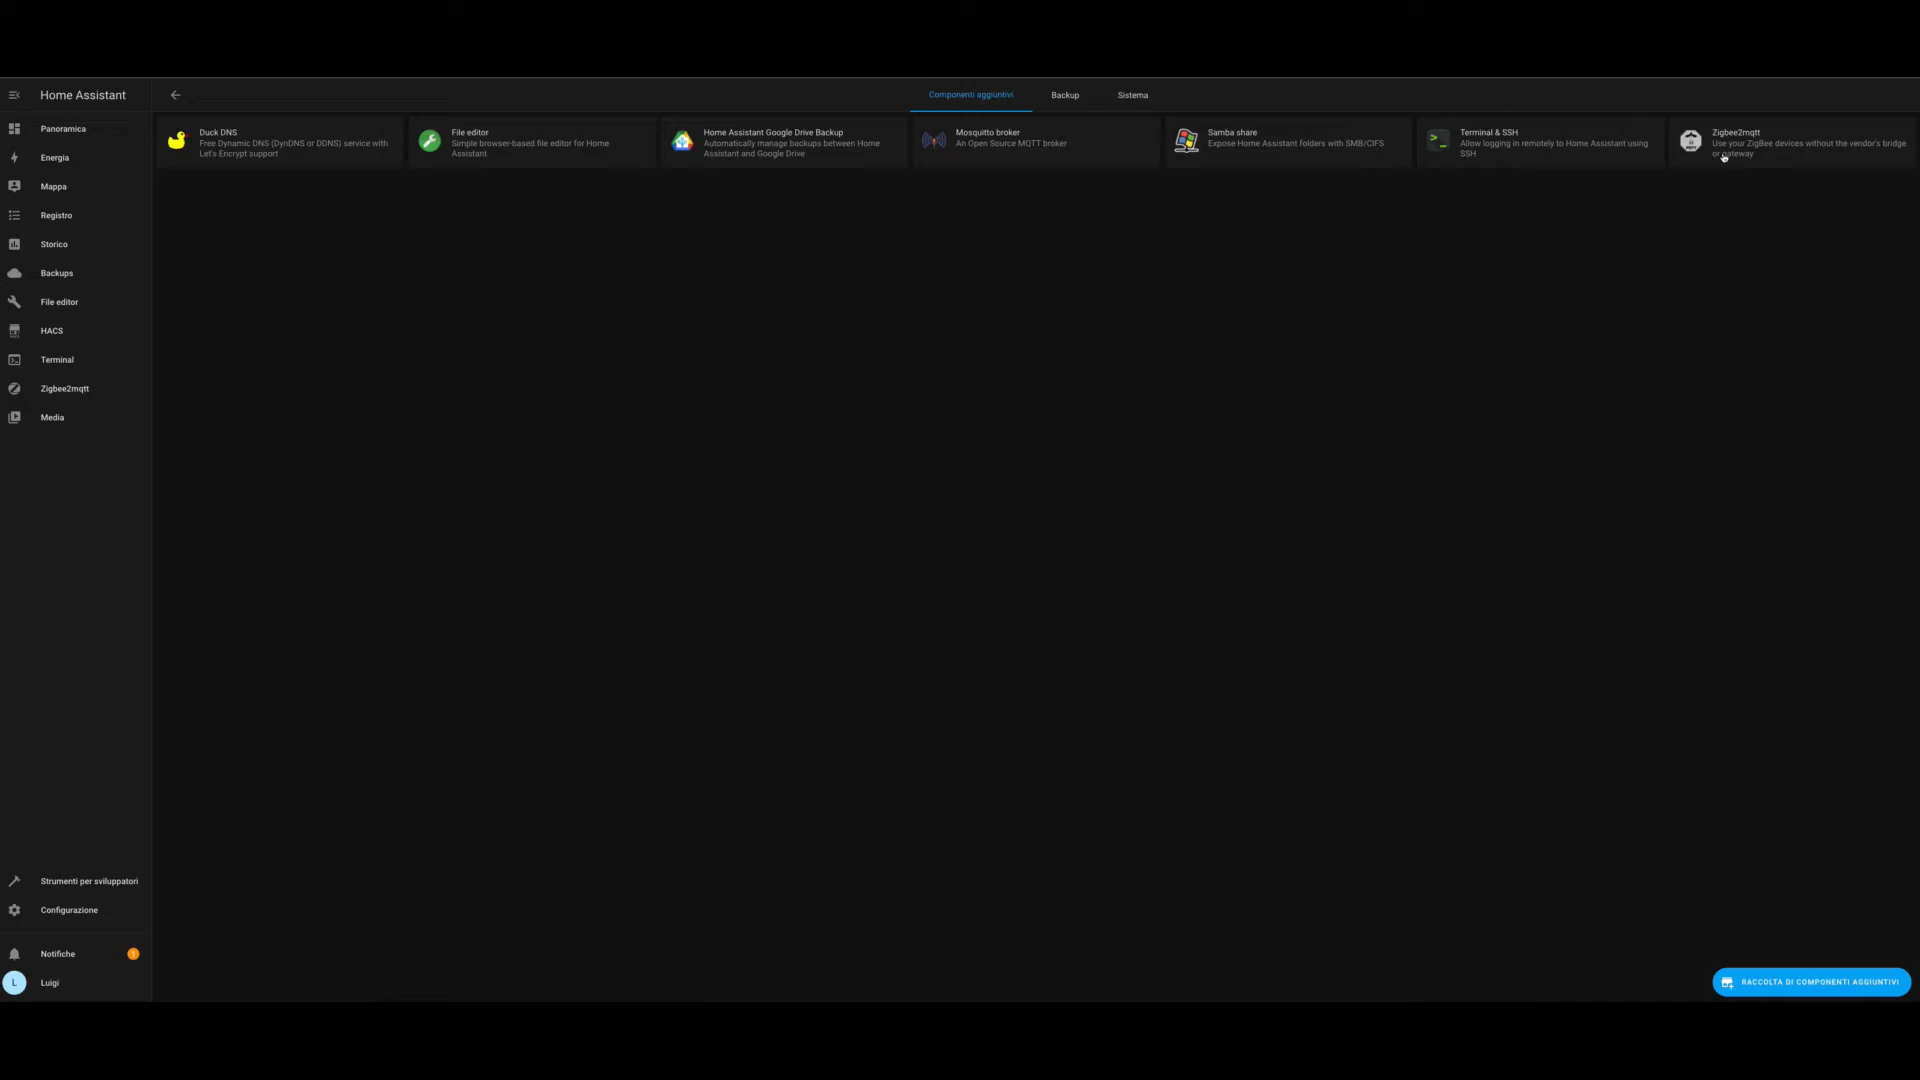 Home Assistant
Componenti aggiuntivi
Backup
Sistema
Panoramica
Energia
Mappa
Registro
Storico
Backups
File editor
HACS
Terminal
Zigbee2mqtt
Media
Strumenti per sviluppatori
Configurazione
Notifiche
1
L
Luigi
Duck DNS
Free Dynamic DNS (DynDNS or DDNS) service with
Let's Encrypt support
File editor
Simple browser-based file editor for Home
Assistant
Home Assistant Google Drive Backup
Automatically manage backups between Home
Assistant and Google Drive
Mosquitto broker
An Open Source MQTT broker
Samba share
Expose Home Assistant folders with SMB/CIFS
Terminal & SSH
Allow logging in remotely to Home Assistant using
SSH
Zigbee2mqtt
Use your ZigBee devices without the vendor's bridge
or gateway
RACCOLTA DI COMPONENTI AGGIUNTIVI